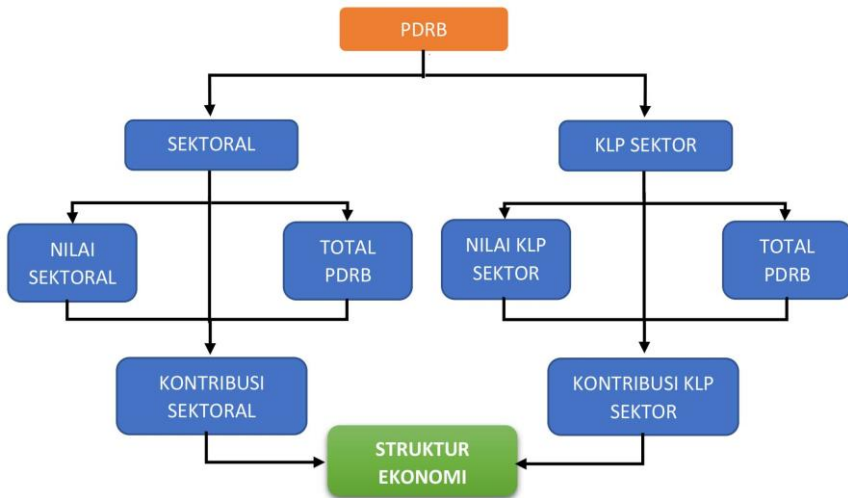 PDRB
SEKTORAL
KLP SEKTOR
NILAI
SEKTORAL
TOTAL
PDRB
NILAI KLP
SEKTOR
TOTAL
PDRB
KONTRIBUSI
SEKTORAL
KONTRIBUSI KLP
SEKTOR
STRUKTUR
EKONOMI